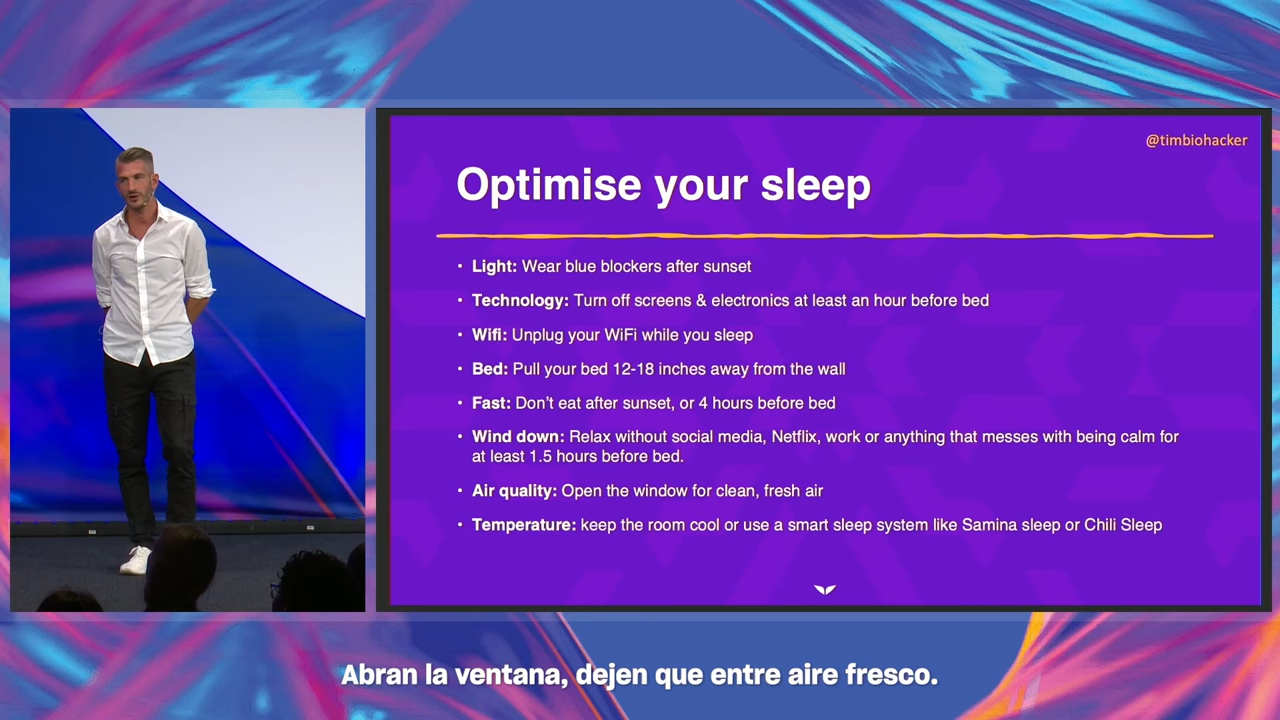 @timbiohacker
Optimise your sleep
• Light: Wear blue blockers after sunset
• Technology: Turn off screens & electronics at least an hour before bed
• Wifi: Unplug your WiFi while you sleep
• Bed: Pull your bed 12-18 inches away from the wall
• Fast: Don't eat after sunset, or 4 hours before bed
• Wind down: Relax without social media, Netflix, work or anything that messes with being calm for
at least 1.5 hours before bed.
• Air quality: Open the window for clean, fresh air
• Temperature: keep the room cool or use a smart sleep system like Samina sleep or Chili Sleep
Abran la ventana, dejen que entre aire fresco.